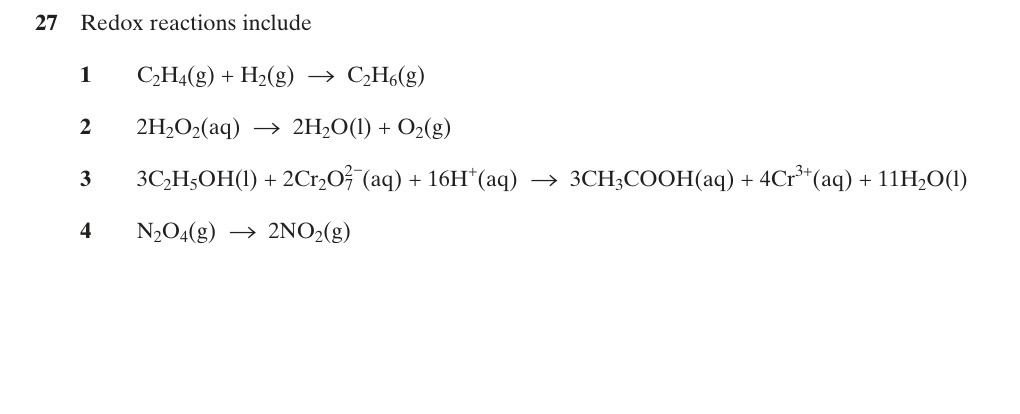 27 Redox reactions include
1 C₂H₄(g) + H₂(g) → C₂H₆(g)
2 2H₂O₂(aq) → 2H₂O(l) + O₂(g)
3 3C₂H₅OH(l) + 2Cr₂O₇²⁻(aq) + 16H⁺(aq) → 3CH₃COOH(aq) + 4Cr³⁺(aq) + 11H₂O(l)
4 N₂O₄(g) → 2NO₂(g)